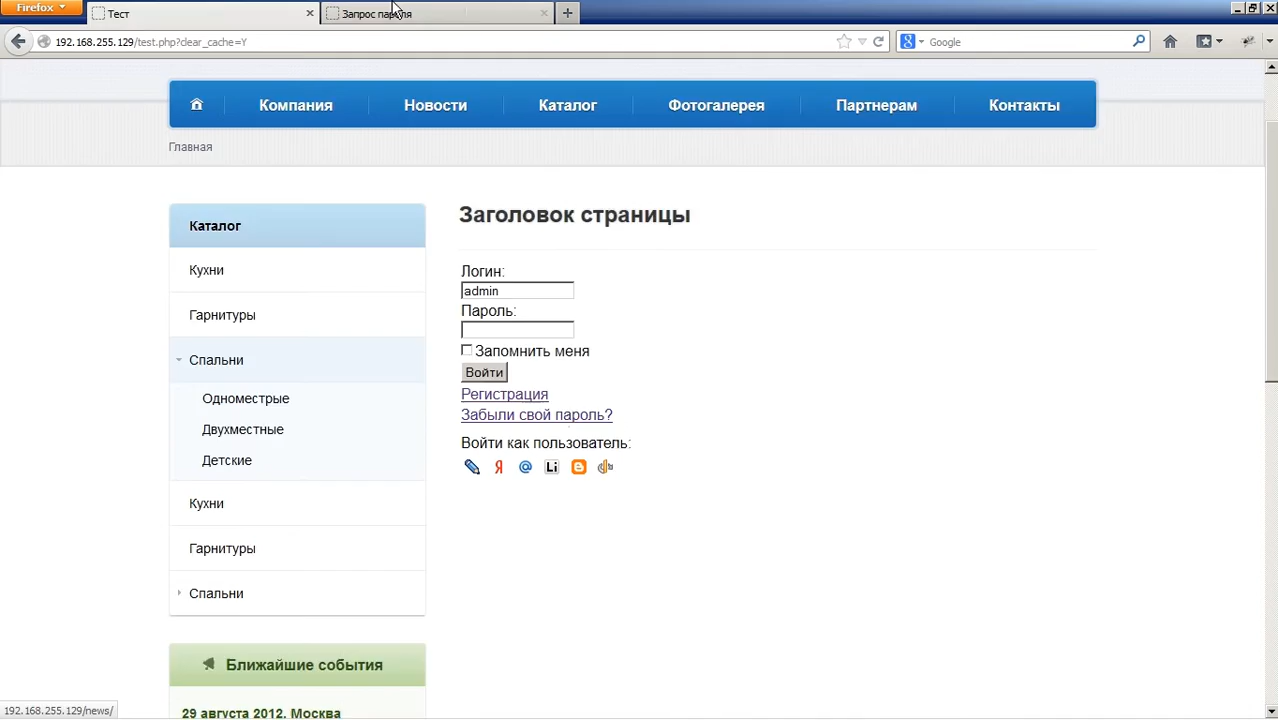 Firefox
Тест
Запрос пароля
192.168.255.129/test.php?clear_cache=Y
Google
Компания
Новости
Каталог
Фотогалерея
Партнерам
Контакты
Главная
Каталог
Кухни
Гарнитуры
Спальни
Одноместрые
Двухместные
Детские
Кухни
Гарнитуры
Спальни
Ближайшие события
29 августа 2012, Москва
Заголовок страницы
Логин:
admin
Пароль:
Запомнить меня
Войти
Регистрация
Забыли свой пароль?
Войти как пользователь:
192.168.255.129/news/